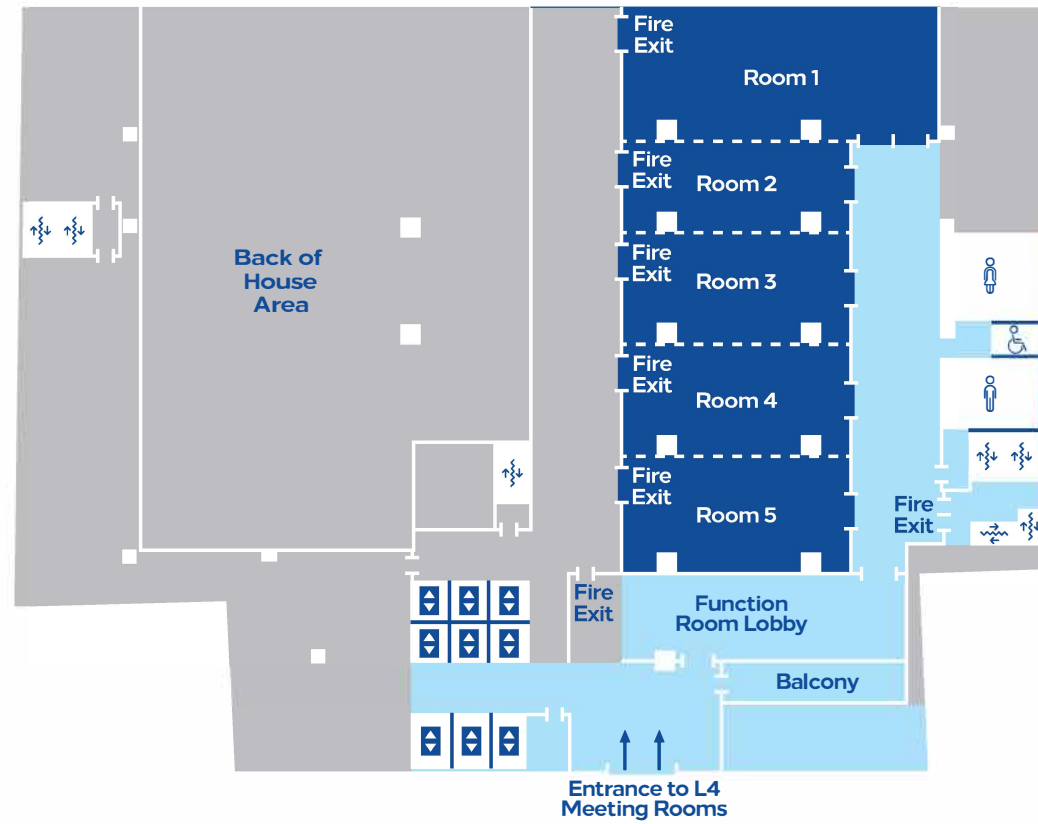 Fire
Exit
Room 1
Fire
Exit
Room 2
Fire
Exit
Room 3
Back of
House
Area
Fire
Exit
Room 4
Fire
Exit
Room 5
Fire
Exit
Fire
Exit
Function
Room Lobby
Balcony
Entrance to L4
Meeting Rooms